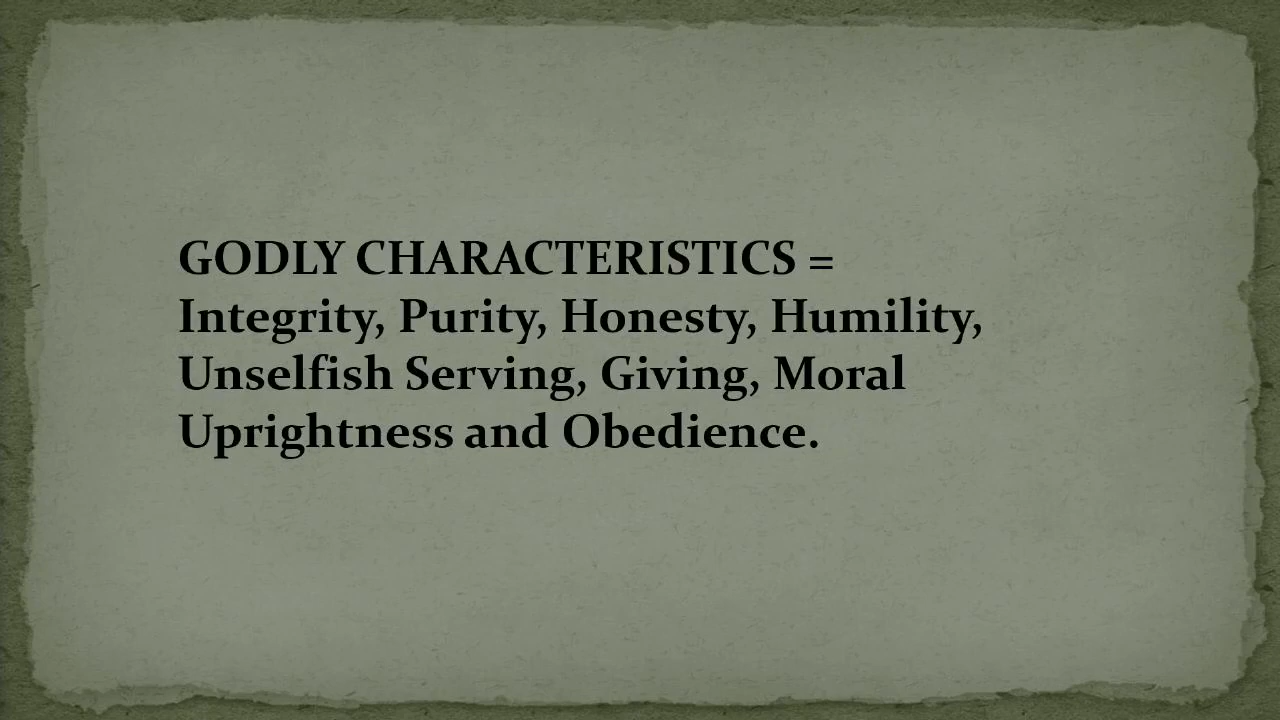 GODLY CHARACTERISTICS =
Integrity, Purity, Honesty, Humility,
Unselfish Serving, Giving, Moral
Uprightness and Obedience.